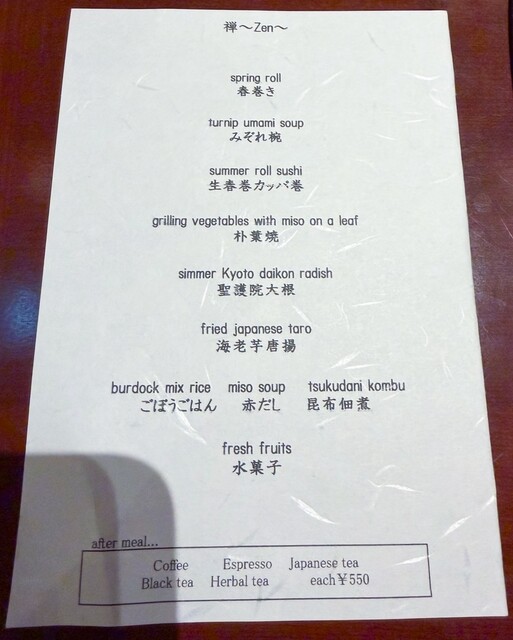 禅～Zen～
spring roll
春巻き
turnip umami soup
みぞれ椀
summer roll sushi
生春巻カッパ巻
grilling vegetables with miso on a leaf
朴葉焼
simmer Kyoto daikon radish
聖護院大根
fried japanese taro
海老芋唐揚
burdock mix rice miso soup tsukudani kombu
ごぼうごはん 赤だし 昆布佃煮
fresh fruits
水菓子
after meal...
Coffee Espresso Japanese tea
Black tea Herbal tea each￥550